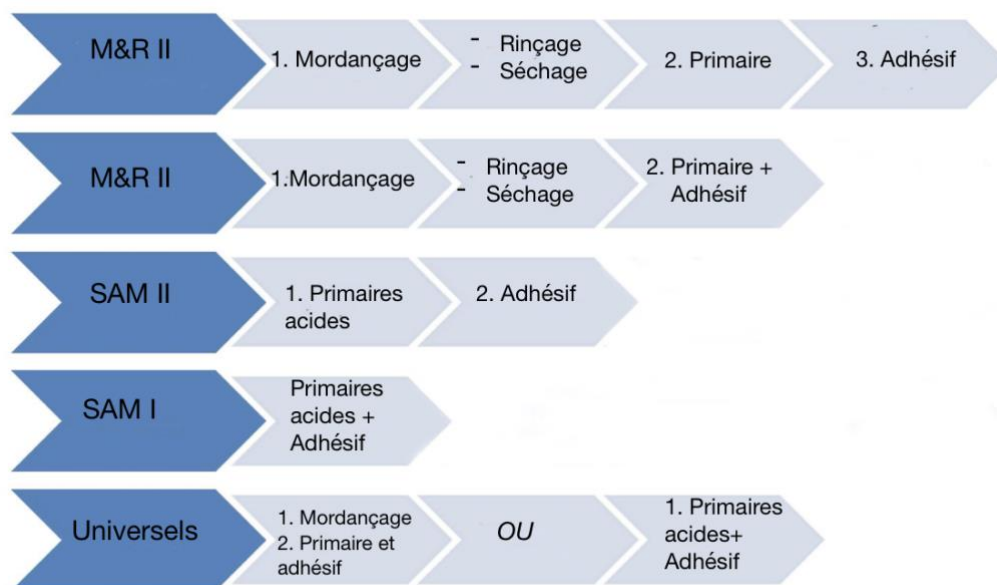 M&R II
1. Mordançage
- Rinçage
- Séchage
2. Primaire
3. Adhésif
M&R II
1.Mordançage
- Rinçage
- Séchage
2. Primaire +
Adhésif
SAM II
1. Primaires
acides
2. Adhésif
SAM I
Primaires
acides +
Adhésif
Universels
1. Mordançage
2. Primaire et
adhésif
OU
1. Primaires
acides+
Adhésif